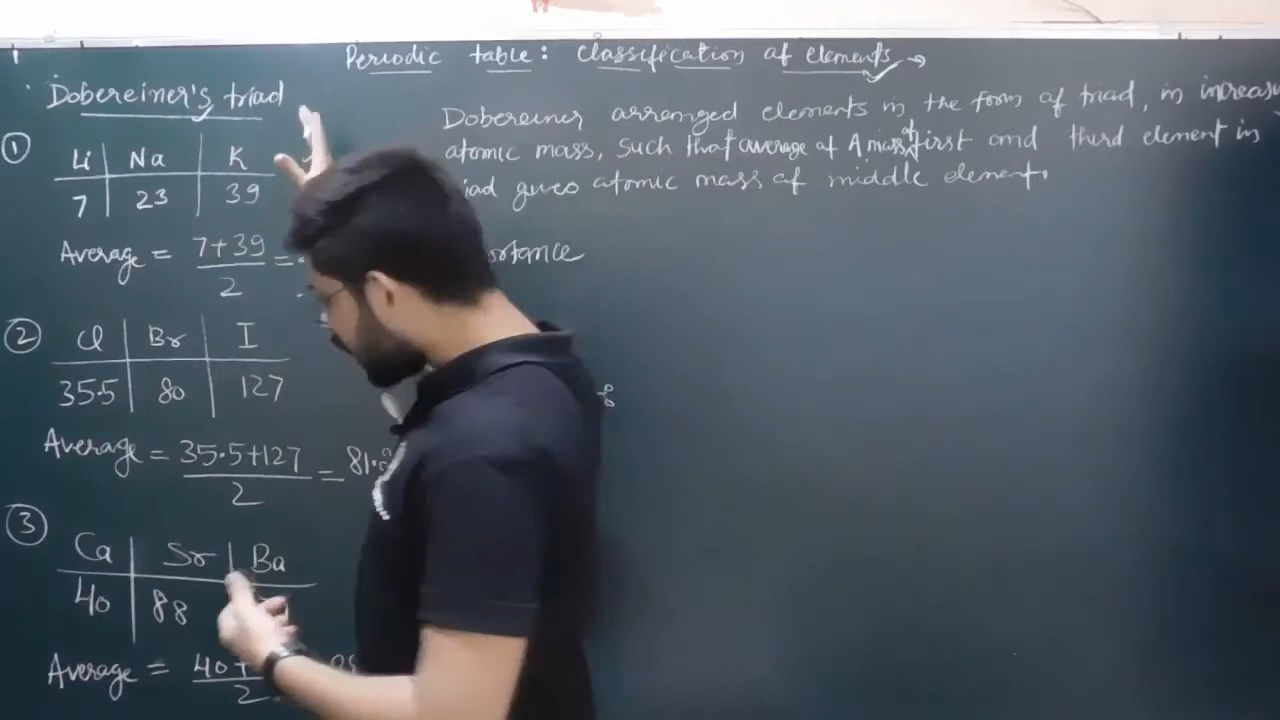 Periodic table: Classification of elements →
Dobereiner's triad
Dobereiner arranged elements in the form of triad, in increas
atomic mass, such that average of A.mass of first and third element in
iad gives atomic mass of middle element.
① Li Na K
7 23 39
Average = 7+39 =
2
ortance
② Cl Br I
35.5 80 127
Average = 35.5+127 = 81.
2
③ Ca Sr Ba
40 88
Average = 40+
2